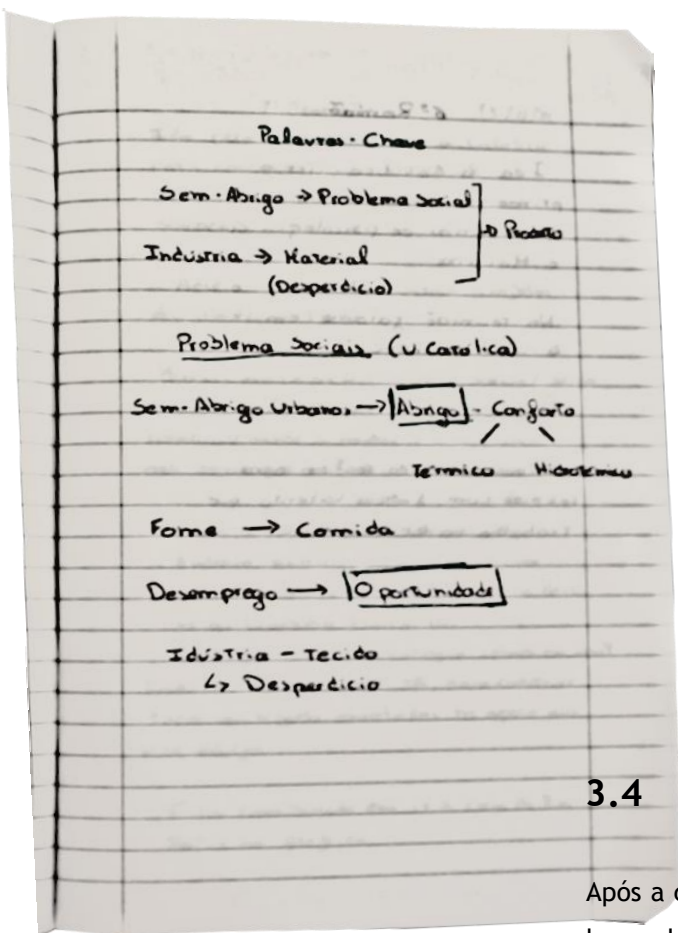 Palavras-Chave
Sem-Abrigo → Problema Social
→ Produto
Indústria → Material
(Desperdício)
Problema Sociais (U Católica)
Sem-Abrigo Urbanos → Abrigo - Conforto
Térmico Higrotérmico
Fome → Comida
Desemprego → Oportunidade
Idústria - Tecido
↳ Desperdício
3.4
Após a